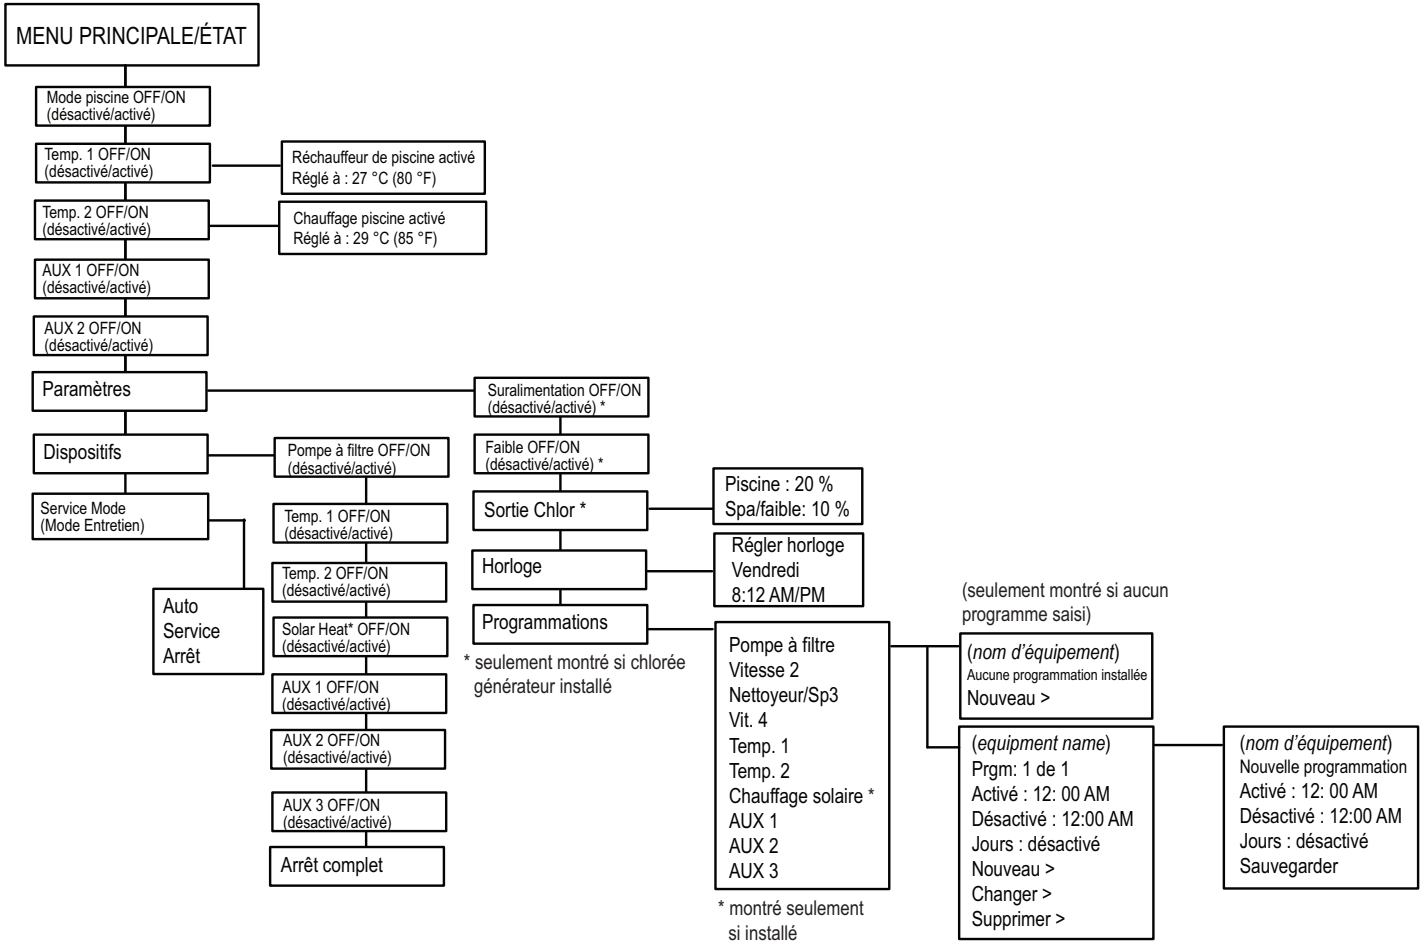 MENU PRINCIPALE/ÉTAT
Mode piscine OFF/ON
(désactivé/activé)
Temp. 1 OFF/ON
(désactivé/activé)
Réchauffeur de piscine activé
Réglé à : 27 °C (80 °F)
Temp. 2 OFF/ON
(désactivé/activé)
Chauffage piscine activé
Réglé à : 29 °C (85 °F)
AUX 1 OFF/ON
(désactivé/activé)
AUX 2 OFF/ON
(désactivé/activé)
Paramètres
Dispositifs
Service Mode
(Mode Entretien)
Auto
Service
Arrêt
Pompe à filtre OFF/ON
(désactivé/activé)
Temp. 1 OFF/ON
(désactivé/activé)
Temp. 2 OFF/ON
(désactivé/activé)
Solar Heat* OFF/ON
(désactivé/activé)
AUX 1 OFF/ON
(désactivé/activé)
AUX 2 OFF/ON
(désactivé/activé)
AUX 3 OFF/ON
(désactivé/activé)
Arrêt complet
Suralimentation OFF/ON
(désactivé/activé) *
Faible OFF/ON
(désactivé/activé) *
Sortie Chlor *
Horloge
Programmations
* seulement montré si chlorée
générateur installé
Piscine : 20 %
Spa/faible: 10 %
Régler horloge
Vendredi
8:12 AM/PM
Pompe à filtre
Vitesse 2
Nettoyeur/Sp3
Vit. 4
Temp. 1
Temp. 2
Chauffage solaire *
AUX 1
AUX 2
AUX 3
* montré seulement
si installé
(seulement montré si aucun
programme saisi)
(nom d'équipement)
Aucune programmation installée
Nouveau >
(equipment name)
Prgm: 1 de 1
Activé : 12: 00 AM
Désactivé : 12:00 AM
Jours : désactivé
Nouveau >
Changer >
Supprimer >
(nom d'équipement)
Nouvelle programmation
Activé : 12: 00 AM
Désactivé : 12:00 AM
Jours : désactivé
Sauvegarder